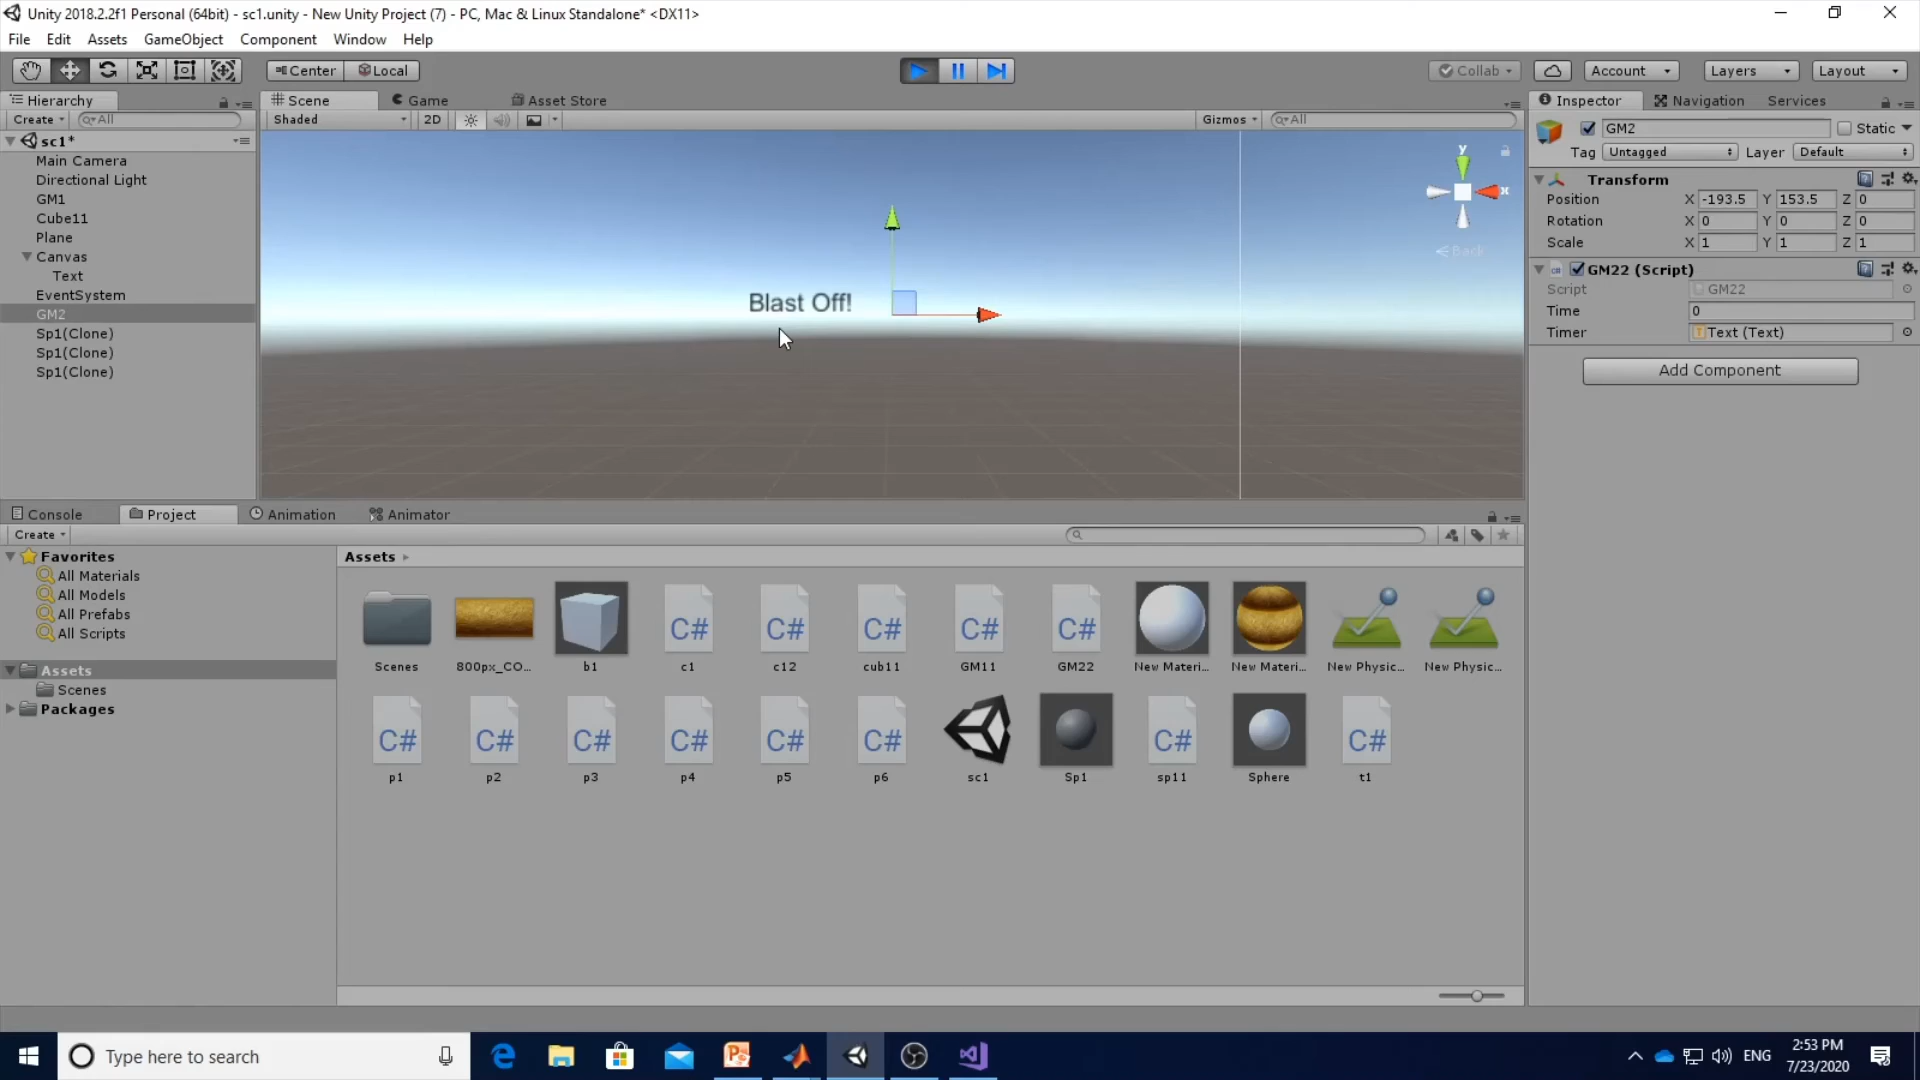 Unity 2018.2.2f1 Personal (64bit) - sc1.unity - New Unity Project (7) - PC, Mac & Linux Standalone* <DX11>
File Edit Assets GameObject Component Window Help
Center Local Collab Account Layers Layout
Hierarchy Scene Game Asset Store Inspector Navigation Services
Create All Shaded 2D Gizmos All
sc1*
Main Camera
Directional Light
GM1
Cube11
Plane
Canvas
Text
EventSystem
GM2
Sp1(Clone)
Sp1(Clone)
Sp1(Clone)
y
x
Back
Blast Off!
GM2 Static
Tag Untagged Layer Default
Transform
Position X -193.5 Y 153.5 Z 0
Rotation X 0 Y 0 Z 0
Scale X 1 Y 1 Z 1
GM22 (Script)
Script GM22
Time 0
Timer Text (Text)
Add Component
Console Project Animation Animator
Create
Favorites
All Materials
All Models
All Prefabs
All Scripts
Assets
Scenes
Packages
Assets
C# C# C# C# C#
Scenes 800px_CO... b1 c1 c12 cub11 GM11 GM22 New Materi... New Materi... New Physic... New Physic...
C# C# C# C# C# C# C# C#
p1 p2 p3 p4 p5 p6 sc1 Sp1 sp11 Sphere t1
Type here to search
ENG
2:53 PM
7/23/2020